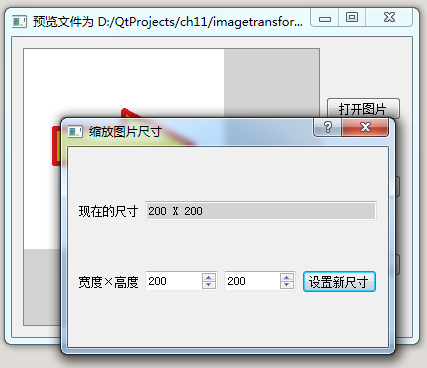 预览文件为 D:/QtProjects/ch11/imagetransfor...
打开图片
缩放图片尺寸
现在的尺寸 200 X 200
宽度×高度 200 200 设置新尺寸